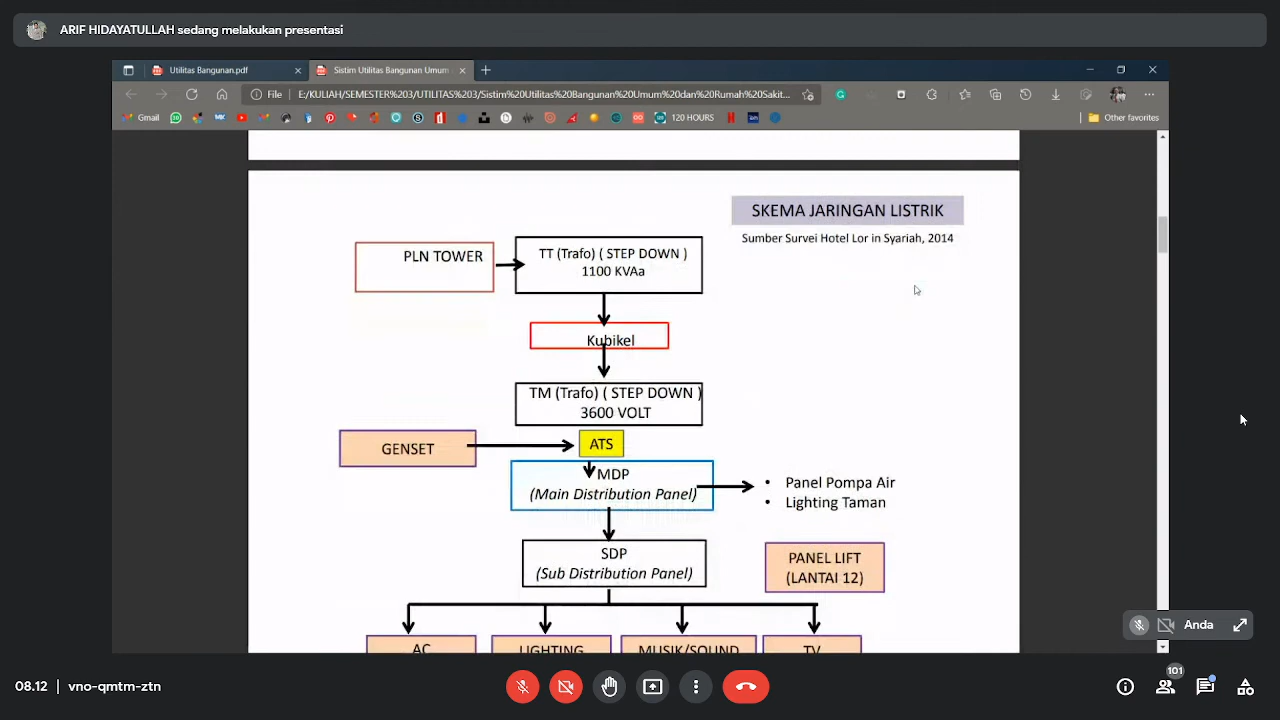 ARIF HIDAYATULLAH sedang melakukan presentasi
Utilitas Bangunan.pdf
Sistim Utilitas Bangunan Umum
File
E:/KULIAH/SEMESTER%203/UTILITAS%203/Sistim%20Utilitas%20Bangunan%20Umum%20dan%20Rumah%20Sakit...
Gmail
120 HOURS
Other favorites
SKEMA JARINGAN LISTRIK
Sumber Survei Hotel Lor in Syariah, 2014
PLN TOWER
TT (Trafo) ( STEP DOWN )
1100 KVAa
Kubikel
TM (Trafo) ( STEP DOWN )
3600 VOLT
GENSET
ATS
MDP
(Main Distribution Panel)
• Panel Pompa Air
• Lighting Taman
SDP
(Sub Distribution Panel)
PANEL LIFT
(LANTAI 12)
AC
LIGHTING
MUSIK/SOUND
TV
Anda
08.12 | vno-qmtm-ztn
101